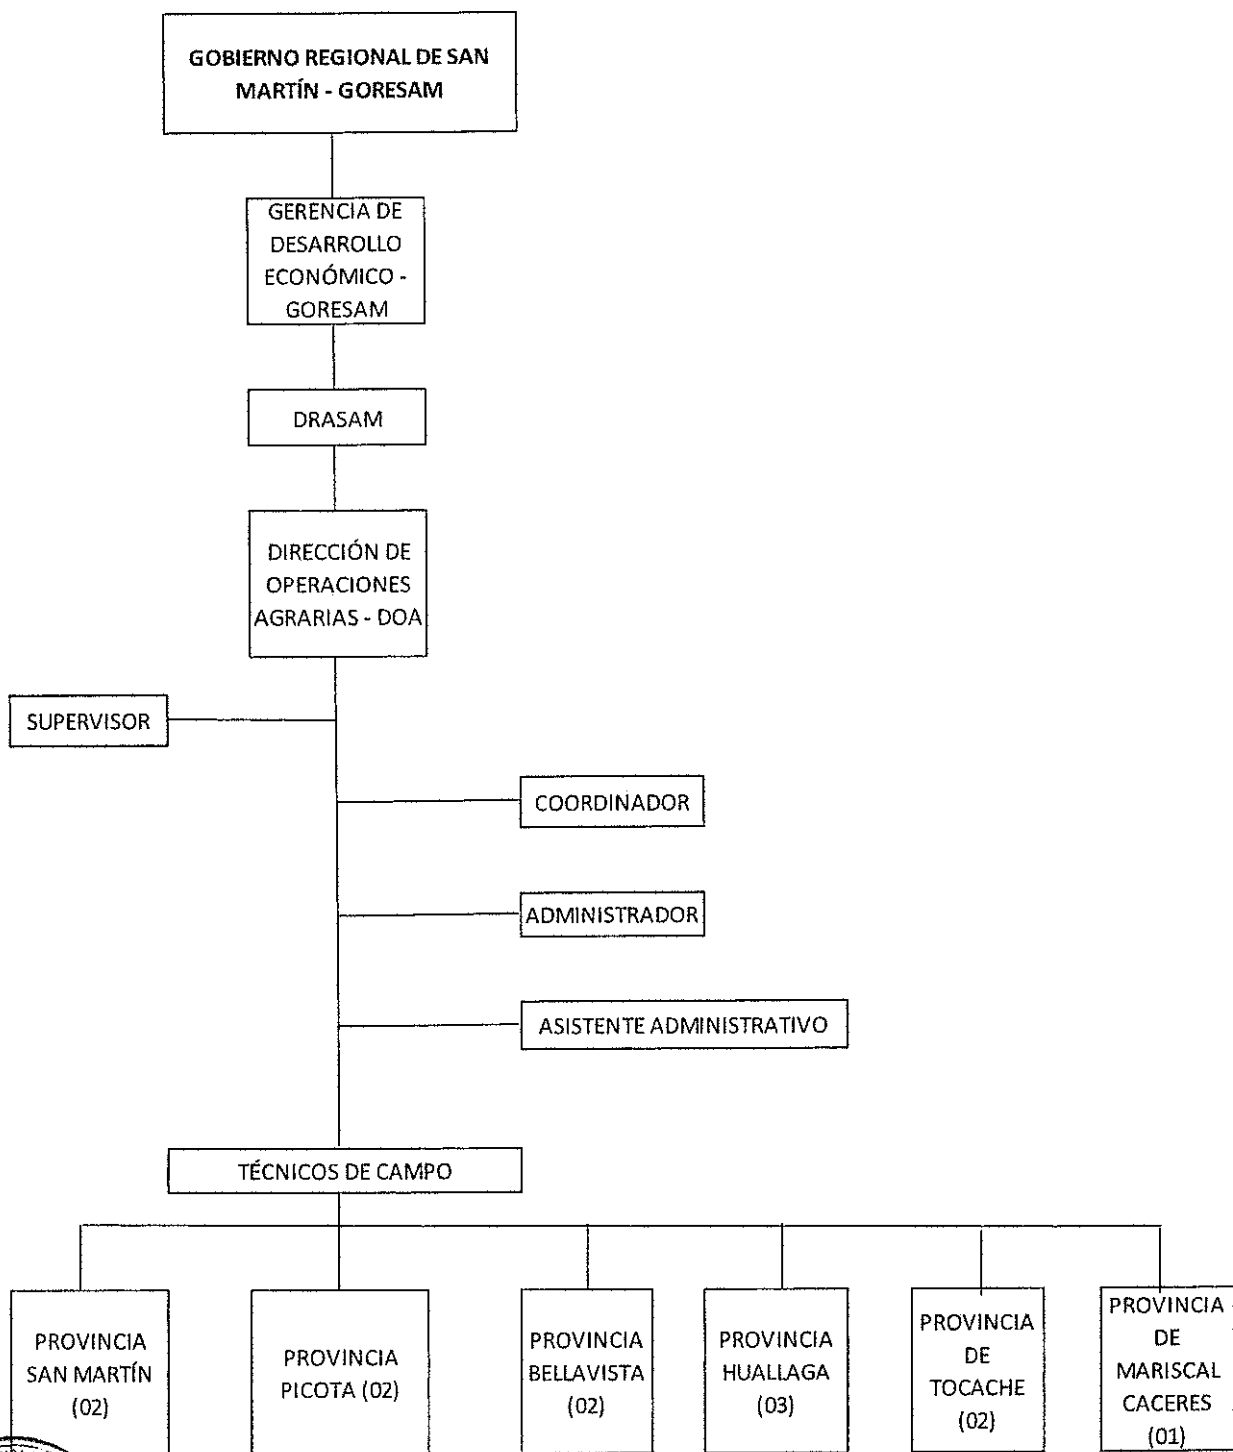 GOBIERNO REGIONAL DE SAN
MARTÍN - GORESAM
GERENCIA DE
DESARROLLO
ECONÓMICO -
GORESAM
DRASAM
DIRECCIÓN DE
OPERACIONES
AGRARIAS - DOA
SUPERVISOR
COORDINADOR
ADMINISTRADOR
ASISTENTE ADMINISTRATIVO
TÉCNICOS DE CAMPO
PROVINCIA
SAN MARTÍN
(02)
PROVINCIA
PICOTA (02)
PROVINCIA
BELLAVISTA
(02)
PROVINCIA
HUALLAGA
(03)
PROVINCIA
DE
TOCACHE
(02)
PROVINCIA
DE
MARISCAL
CACERES
(01)